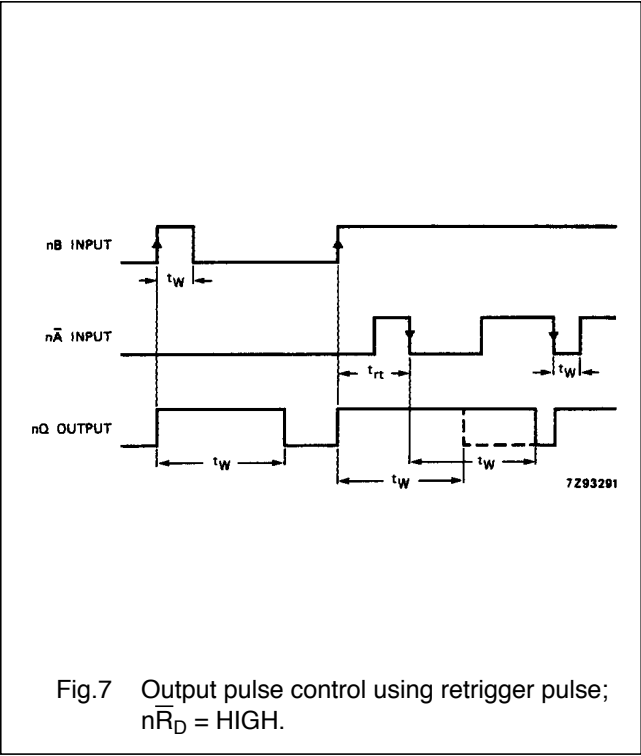 nB INPUT
tW
nA̅ INPUT
trt
tW
nQ OUTPUT
tW
tW
tW
7Z93291
Fig.7 Output pulse control using retrigger pulse;
nR̅D = HIGH.